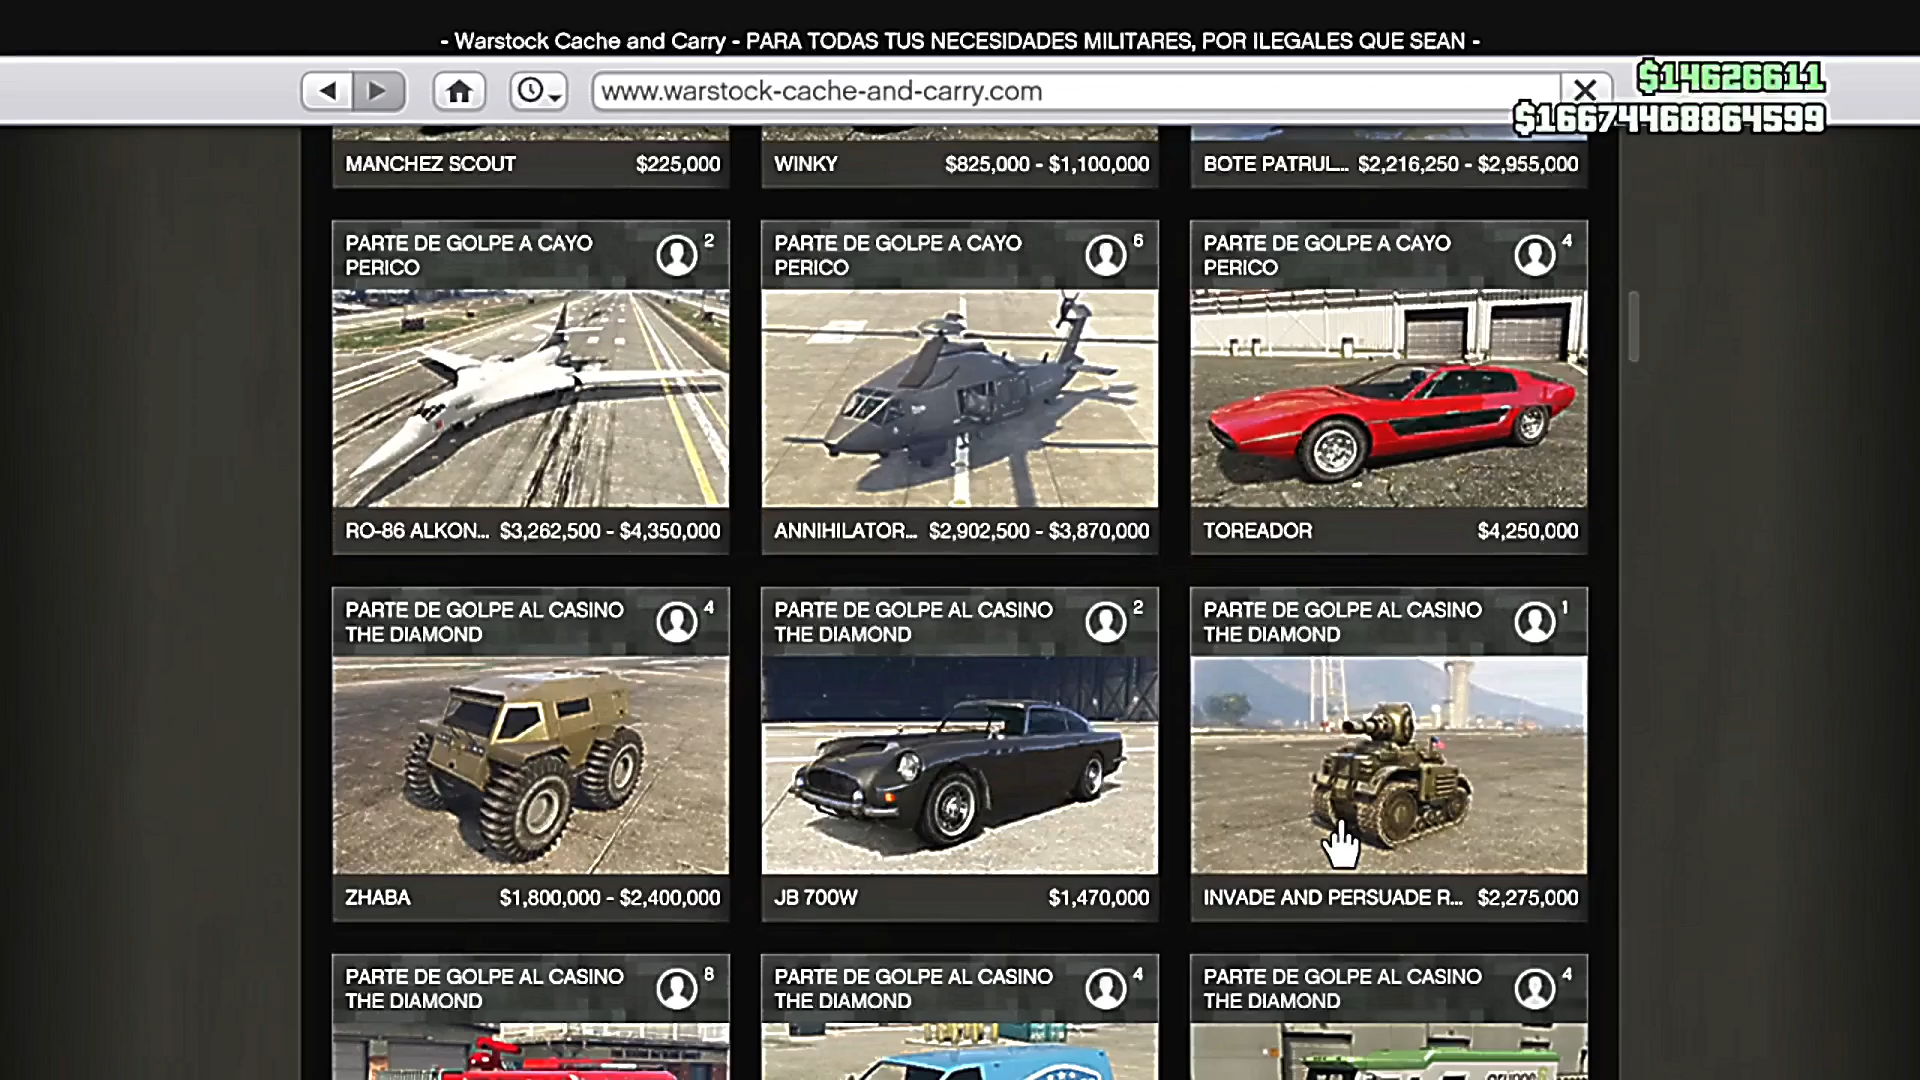 - Warstock Cache and Carry - PARA TODAS TUS NECESIDADES MILITARES, POR ILEGALES QUE SEAN -
www.warstock-cache-and-carry.com
$14626611
$16674468864599
MANCHEZ SCOUT $225,000
WINKY $825,000 - $1,100,000
BOTE PATRUL... $2,216,250 - $2,955,000
PARTE DE GOLPE A CAYO
PERICO
2
PARTE DE GOLPE A CAYO
PERICO
6
PARTE DE GOLPE A CAYO
PERICO
4
RO-86 ALKON... $3,262,500 - $4,350,000
ANNIHILATOR... $2,902,500 - $3,870,000
TOREADOR $4,250,000
PARTE DE GOLPE AL CASINO
THE DIAMOND
4
PARTE DE GOLPE AL CASINO
THE DIAMOND
2
PARTE DE GOLPE AL CASINO
THE DIAMOND
1
ZHABA $1,800,000 - $2,400,000
JB 700W $1,470,000
INVADE AND PERSUADE R... $2,275,000
PARTE DE GOLPE AL CASINO
THE DIAMOND
8
PARTE DE GOLPE AL CASINO
THE DIAMOND
4
PARTE DE GOLPE AL CASINO
THE DIAMOND
4